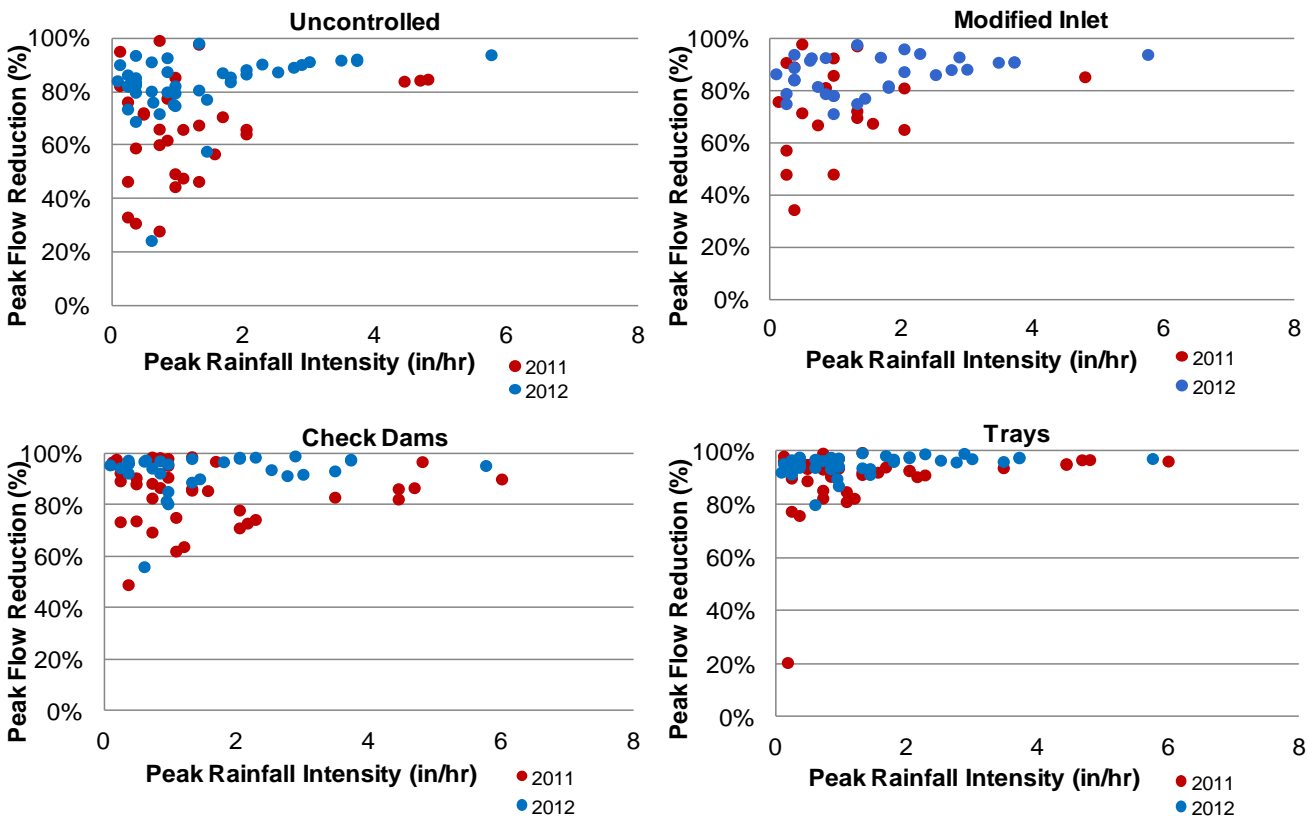 Uncontrolled
Peak Flow Reduction (%)
100%
80%
60%
40%
20%
0%
0 2 4 6 8
Peak Rainfall Intensity (in/hr)
2011
2012
Modified Inlet
Peak Flow Reduction (%)
100%
80%
60%
40%
20%
0%
0 2 4 6 8
Peak Rainfall Intensity (in/hr)
2011
2012
Check Dams
Peak Flow Reduction (%)
100%
80%
60%
40%
20%
0%
0 2 4 6 8
Peak Rainfall Intensity (in/hr)
2011
2012
Trays
Peak Flow Reduction (%)
100%
80%
60%
40%
20%
0%
0 2 4 6 8
Peak Rainfall Intensity (in/hr)
2011
2012